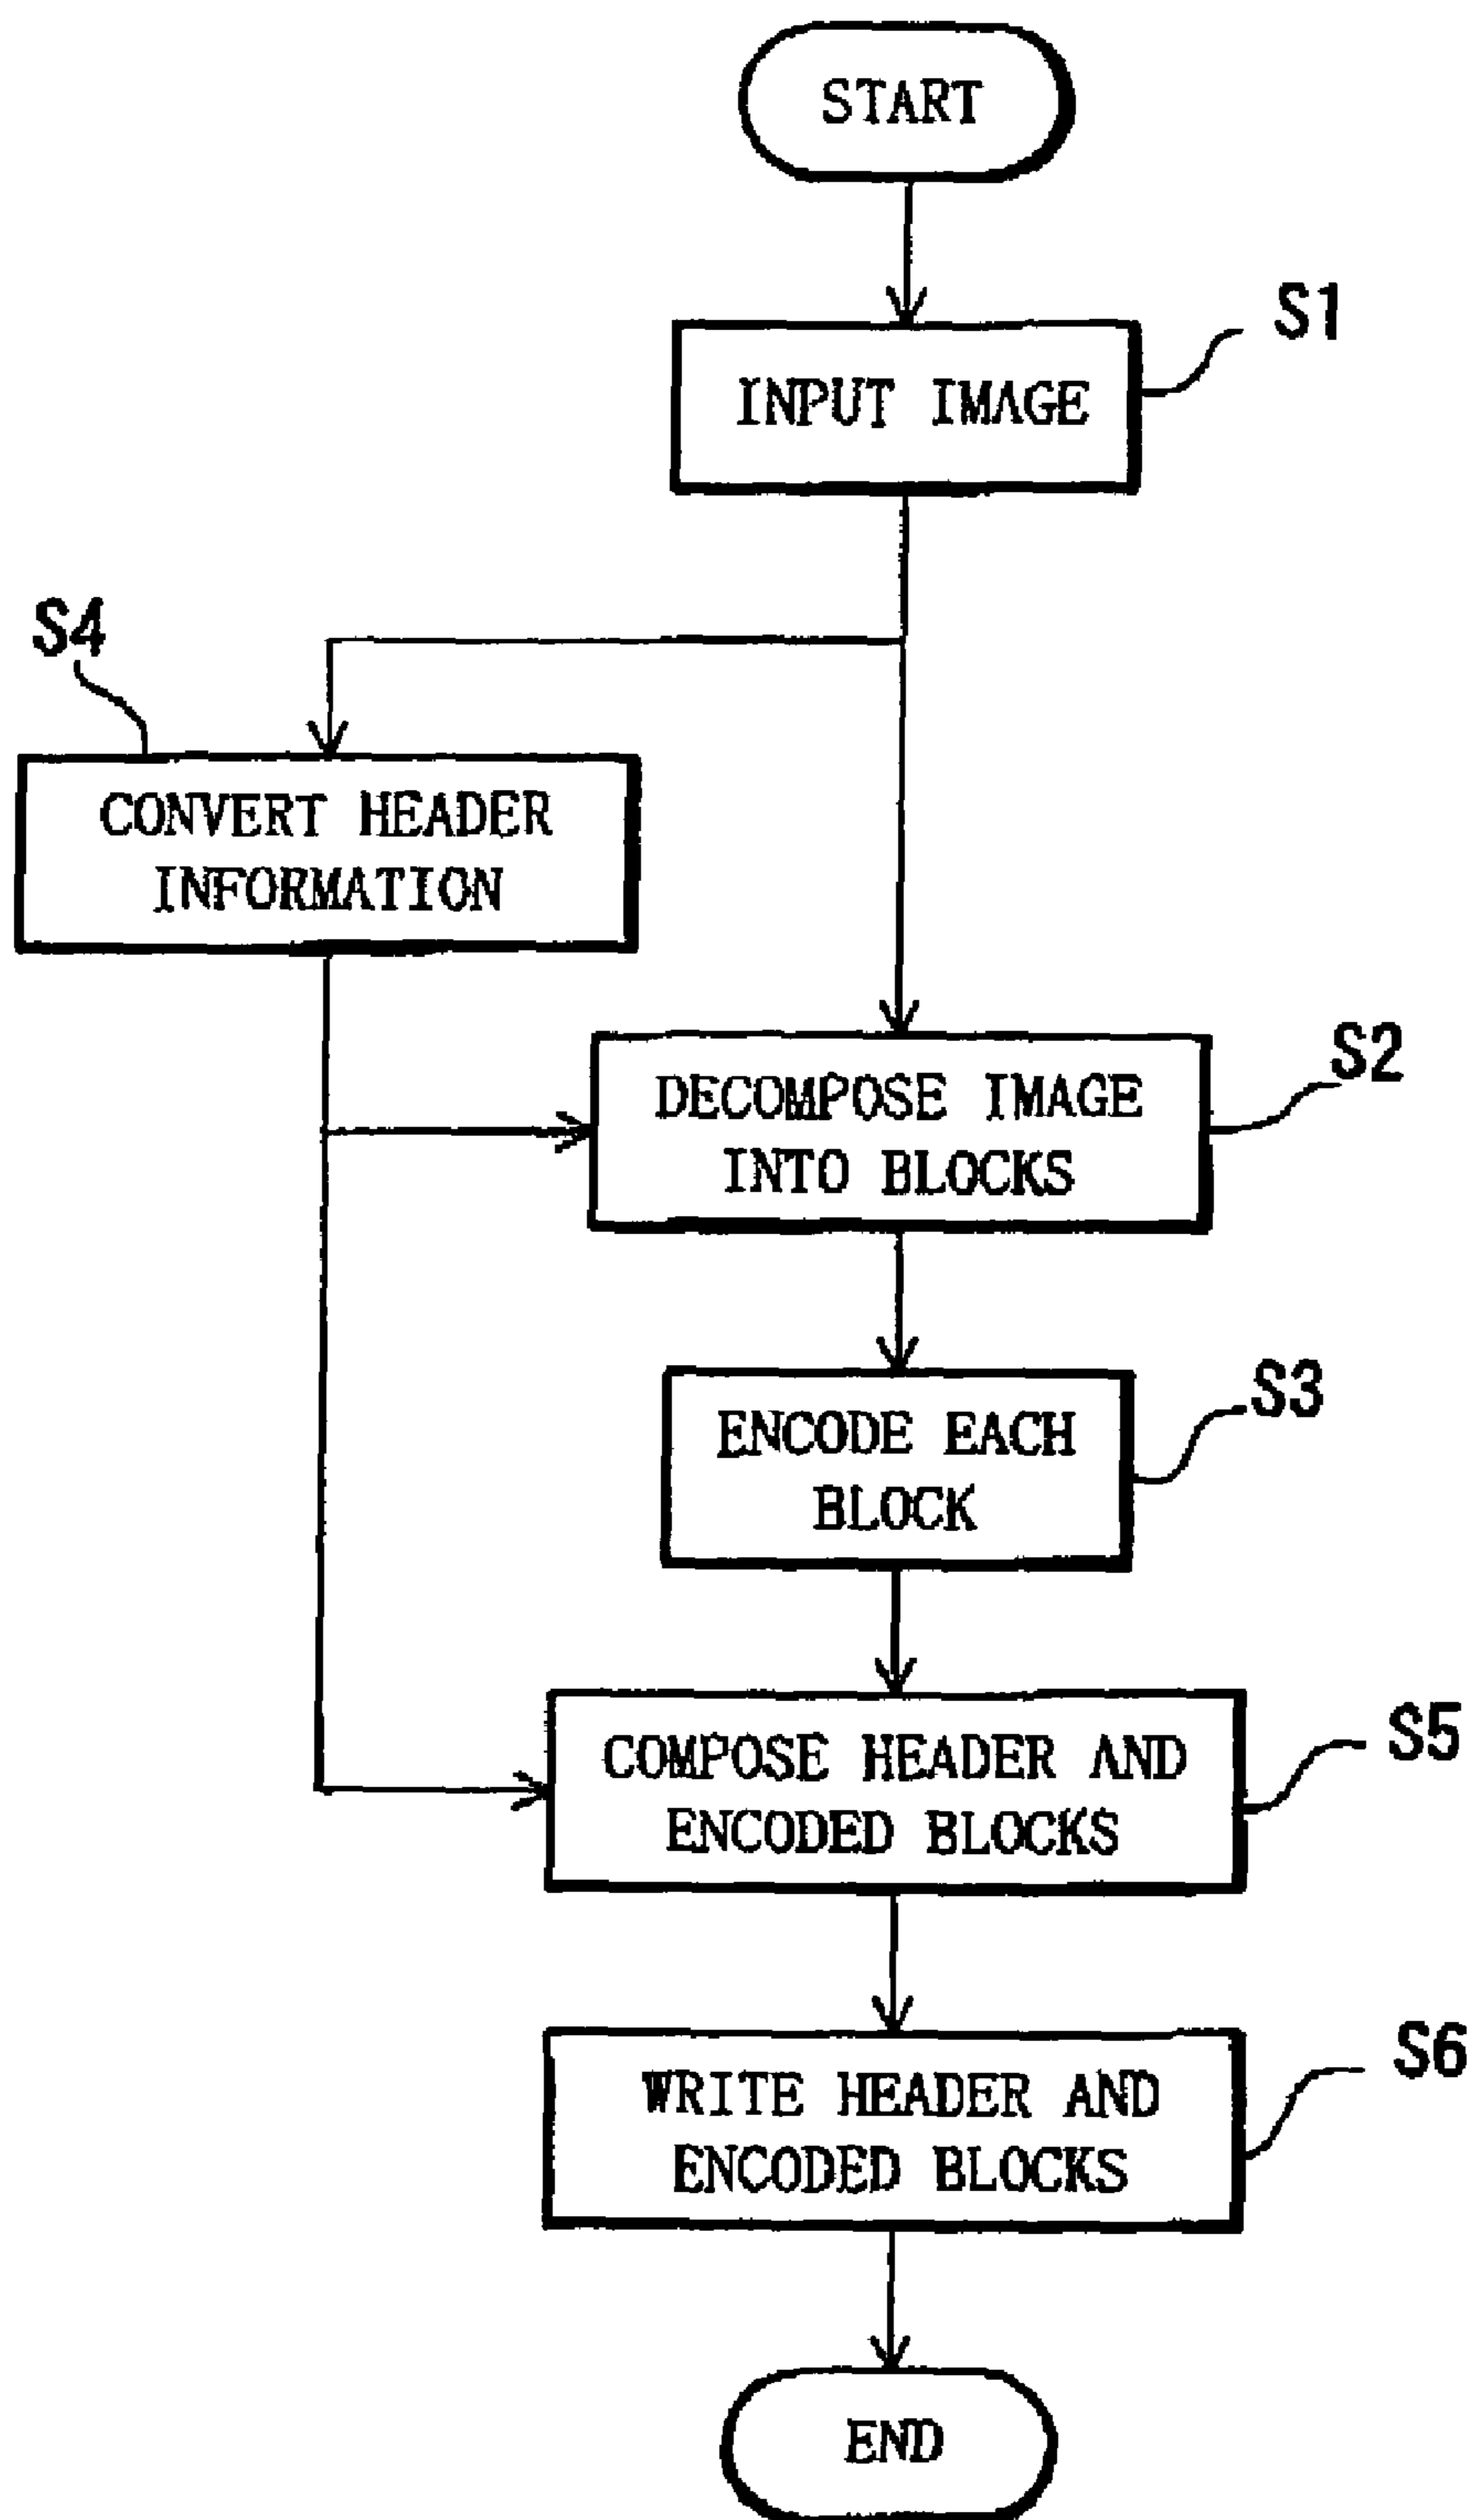 START
S1
INPUT IMAGE
S4
CONVERT HEADER
INFORMATION
S2
DECOMPOSE IMAGE
INTO BLOCKS
S3
ENCODE EACH
BLOCK
S5
COMPOSE HEADER AND
ENCODED BLOCKS
S6
WRITE HEADER AND
ENCODED BLOCKS
END